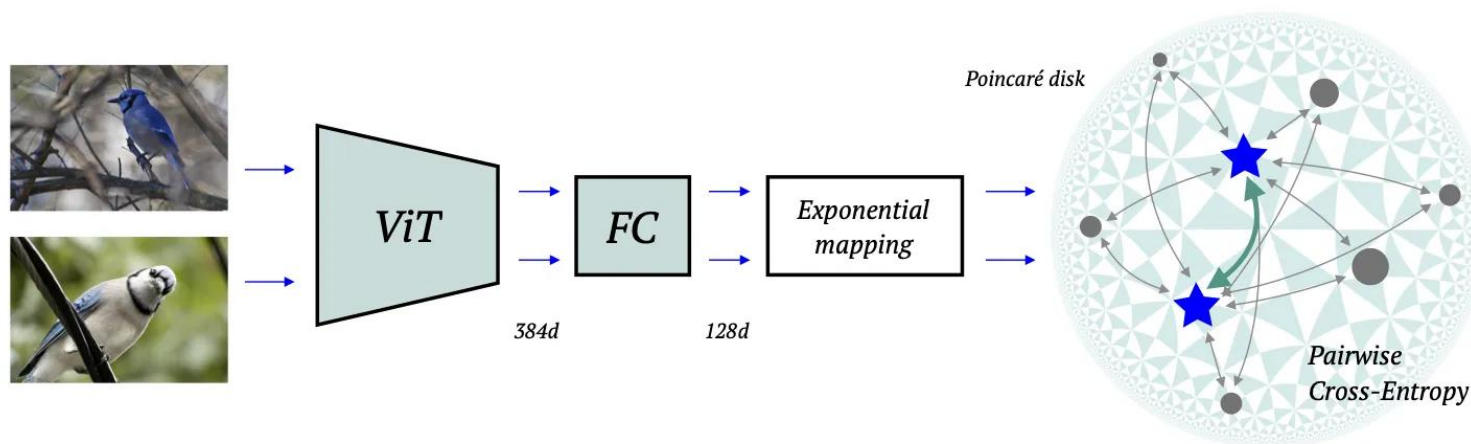 Poincaré disk
ViT
FC
Exponential
mapping
384d
128d
Pairwise
Cross-Entropy